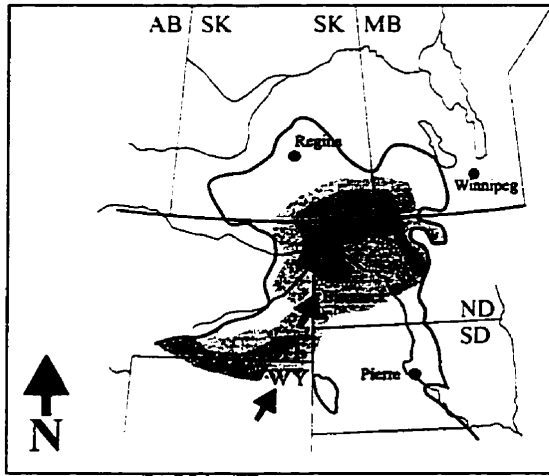 AB SK SK MB
Regina
Winnipeg
ND
SD
WY
Pierre
N